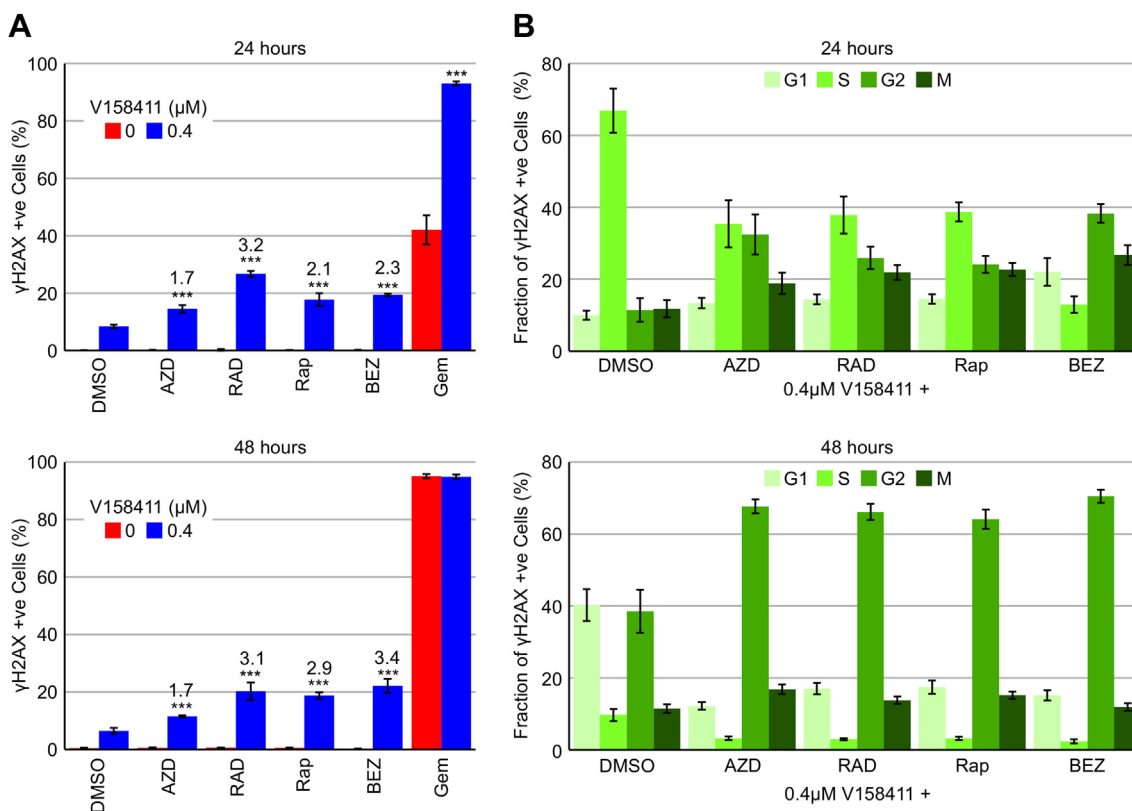 A
24 hours
γH2AX +ve Cells (%)
100
80
60
40
20
0
V158411 (µM)
0 0.4
1.7
***
3.2
***
2.1
***
2.3
***
***
DMSO
AZD
RAD
Rap
BEZ
Gem
B
24 hours
Fraction of γH2AX +ve Cells (%)
80
60
40
20
0
G1 S G2 M
DMSO AZD RAD Rap BEZ
0.4µM V158411 +
48 hours
γH2AX +ve Cells (%)
100
80
60
40
20
0
V158411 (µM)
0 0.4
1.7
***
3.1
***
2.9
***
3.4
***
DMSO
AZD
RAD
Rap
BEZ
Gem
48 hours
Fraction of γH2AX +ve Cells (%)
80
60
40
20
0
G1 S G2 M
DMSO AZD RAD Rap BEZ
0.4µM V158411 +